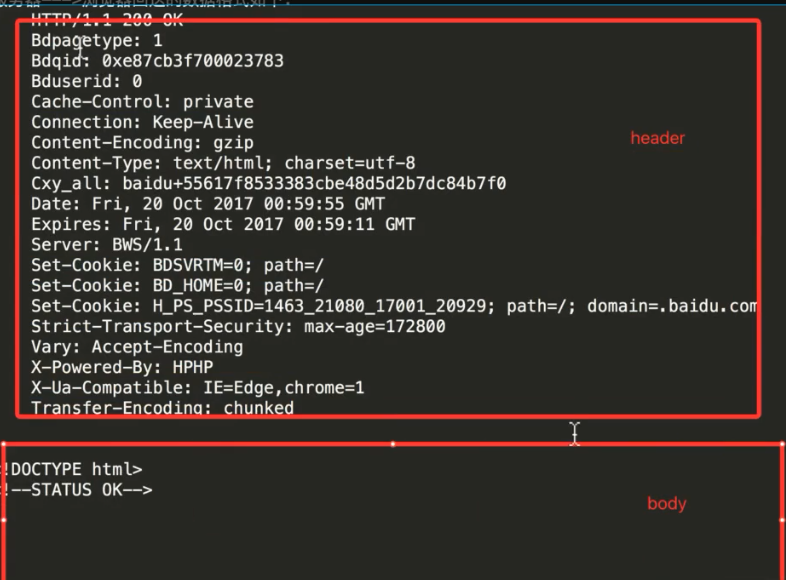 HTTP/1.1 200 OK
Bdpagetype: 1
Bdqid: 0xe87cb3f700023783
Bduserid: 0
Cache-Control: private
Connection: Keep-Alive
Content-Encoding: gzip
header
Content-Type: text/html; charset=utf-8
Cxy_all: baidu+55617f8533383cbe48d5d2b7dc84b7f0
Date: Fri, 20 Oct 2017 00:59:55 GMT
Expires: Fri, 20 Oct 2017 00:59:11 GMT
Server: BWS/1.1
Set-Cookie: BDSVRTM=0; path=/
Set-Cookie: BD_HOME=0; path=/
Set-Cookie: H_PS_PSSID=1463_21080_17001_20929; path=/; domain=.baidu.com
Strict-Transport-Security: max-age=172800
Vary: Accept-Encoding
X-Powered-By: HPHP
X-Ua-Compatible: IE=Edge,chrome=1
Transfer-Encoding: chunked
!DOCTYPE html>
!--STATUS OK-->
body